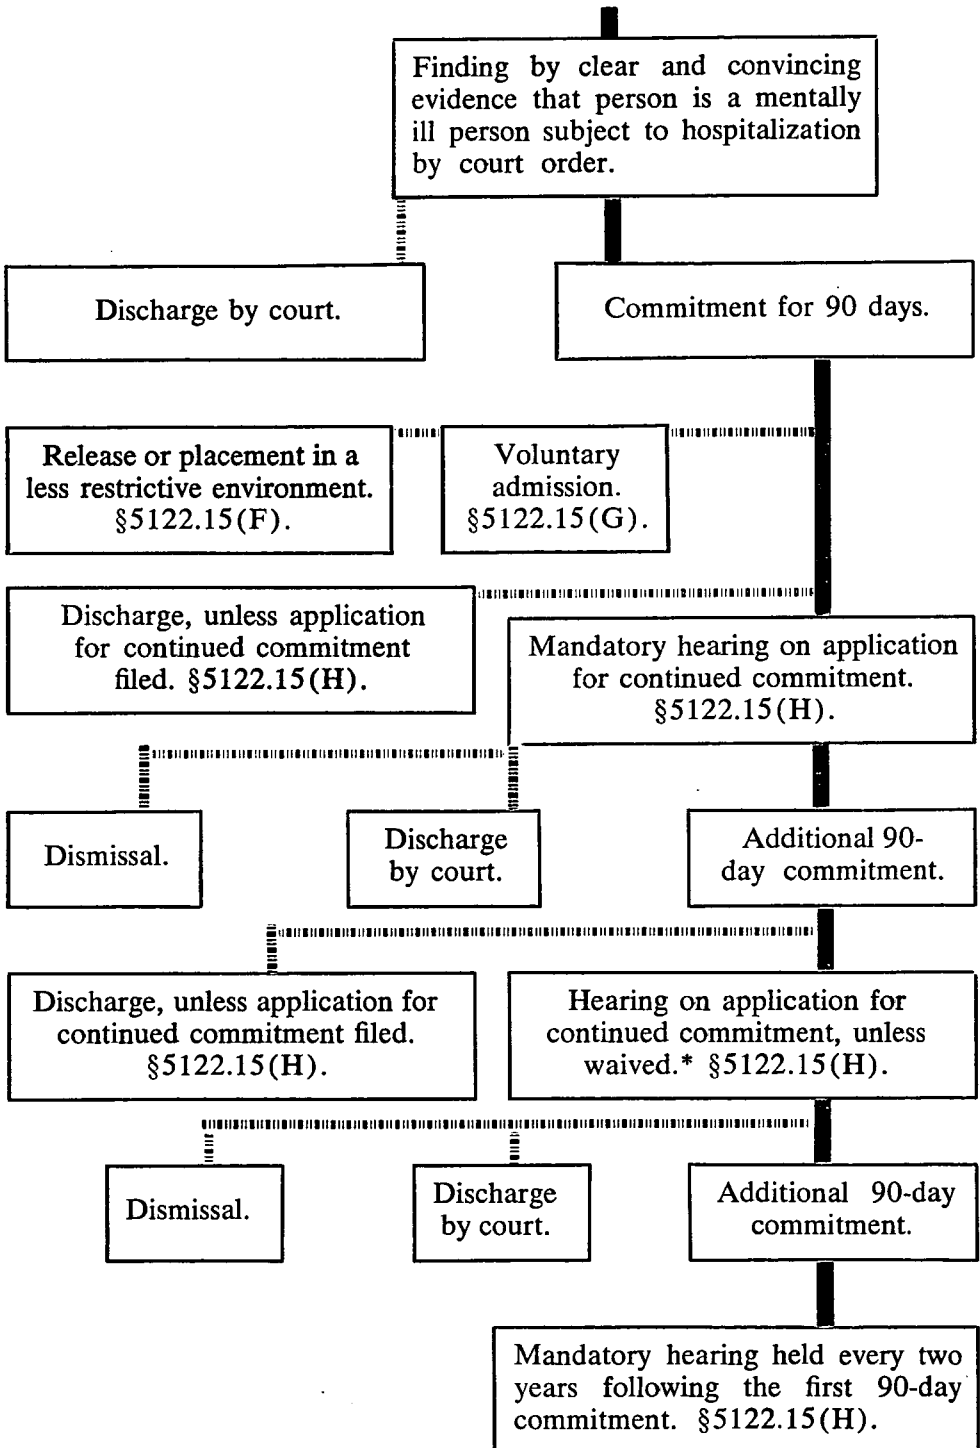 Finding by clear and convincing
evidence that person is a mentally
ill person subject to hospitalization
by court order.
Discharge by court.
Commitment for 90 days.
Release or placement in a
less restrictive environment.
§5122.15(F).
Voluntary
admission.
§5122.15(G).
Discharge, unless application
for continued commitment
filed. §5122.15(H).
Mandatory hearing on application
for continued commitment.
§5122.15(H).
Dismissal.
Discharge
by court.
Additional 90-
day commitment.
Discharge, unless application for
continued commitment filed.
§5122.15(H).
Hearing on application for
continued commitment, unless
waived.* §5122.15(H).
Dismissal.
Discharge
by court.
Additional 90-day
commitment.
Mandatory hearing held every two
years following the first 90-day
commitment. §5122.15(H).